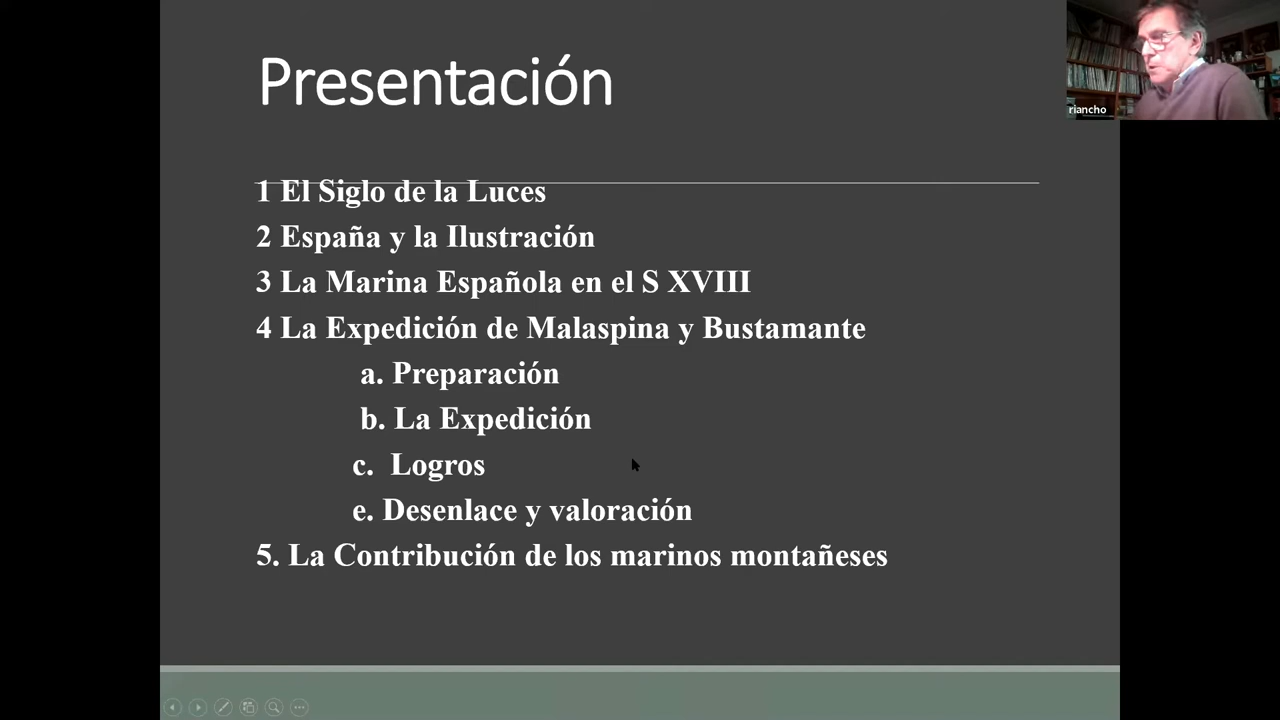 Presentación
riancho
1 El Siglo de la Luces
2 España y la Ilustración
3 La Marina Española en el S XVIII
4 La Expedición de Malaspina y Bustamante
a. Preparación
b. La Expedición
c. Logros
e. Desenlace y valoración
5. La Contribución de los marinos montañeses